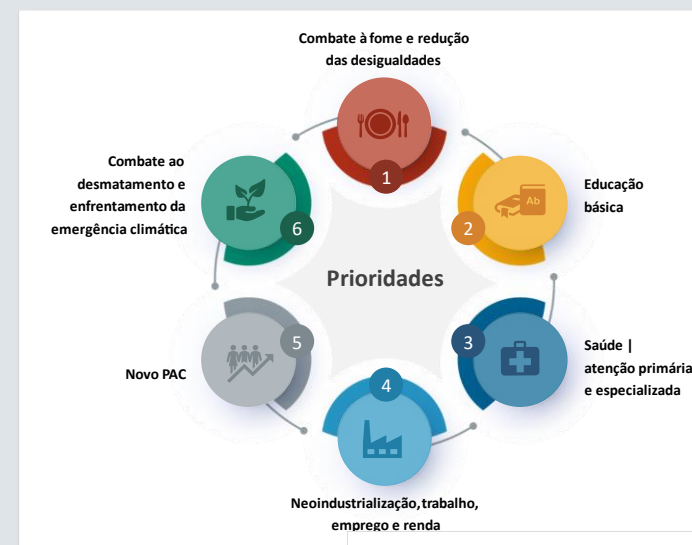 Combate à fome e redução
das desigualdades
1
Educação
básica
2
Saúde |
atenção primária
e especializada
3
4
Neoindustrialização, trabalho,
emprego e renda
5
Novo PAC
6
Combate ao
desmatamento e
enfrentamento da
emergência climática
Prioridades
Ab